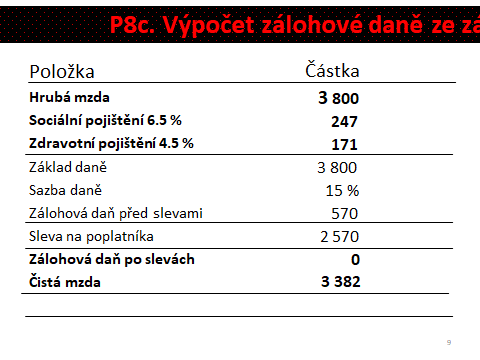 P8c. Výpočet zálohové daně ze zá
Položka Částka
Hrubá mzda 3 800
Sociální pojištění 6.5 % 247
Zdravotní pojištění 4.5 % 171
Základ daně 3 800
Sazba daně 15 %
Zálohová daň před slevami 570
Sleva na poplatníka 2 570
Zálohová daň po slevách 0
Čistá mzda 3 382
9